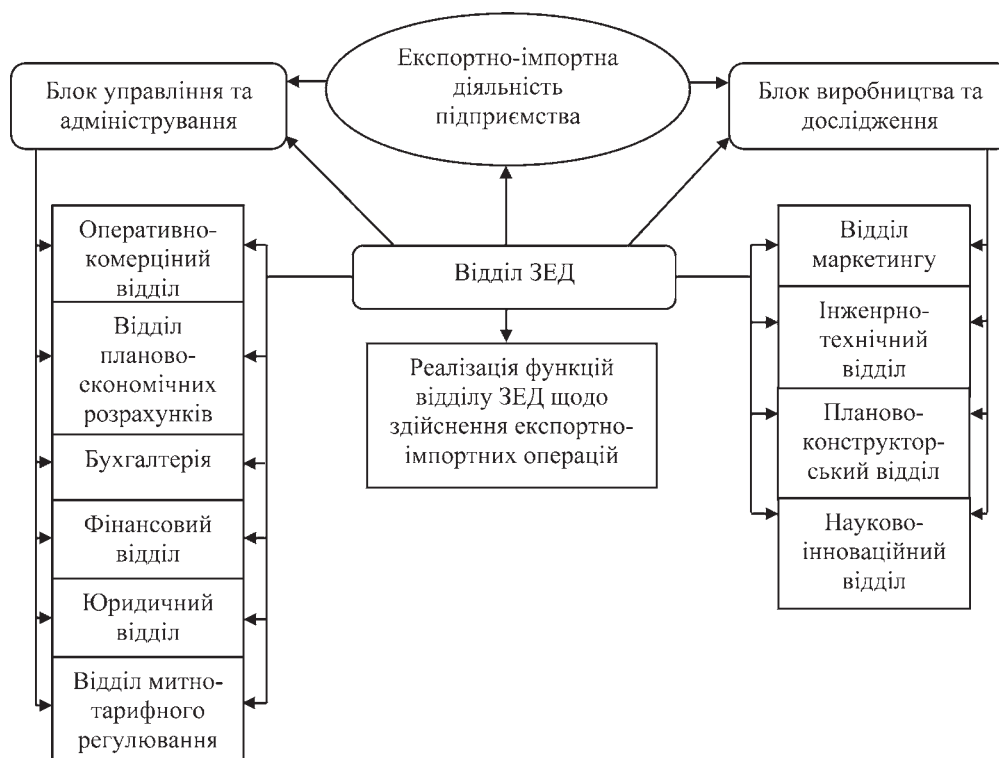 Експортно-імпортна
діяльність
підприємства
Блок управління та
адміністрування
Блок виробництва та
дослідження
Оперативно-
комерціний
відділ
Відділ
планово-
економічних
розрахунків
Бухгалтерія
Фінансовий
відділ
Юридичний
відділ
Відділ митно-
тарифного
регулювання
Відділ ЗЕД
Реалізація функцій
відділу ЗЕД щодо
здійснення експортно-
імпортних операцій
Відділ
маркетингу
Інженрно-
технічний
відділ
Планово-
конструктор-
ський відділ
Науково-
інноваційний
відділ